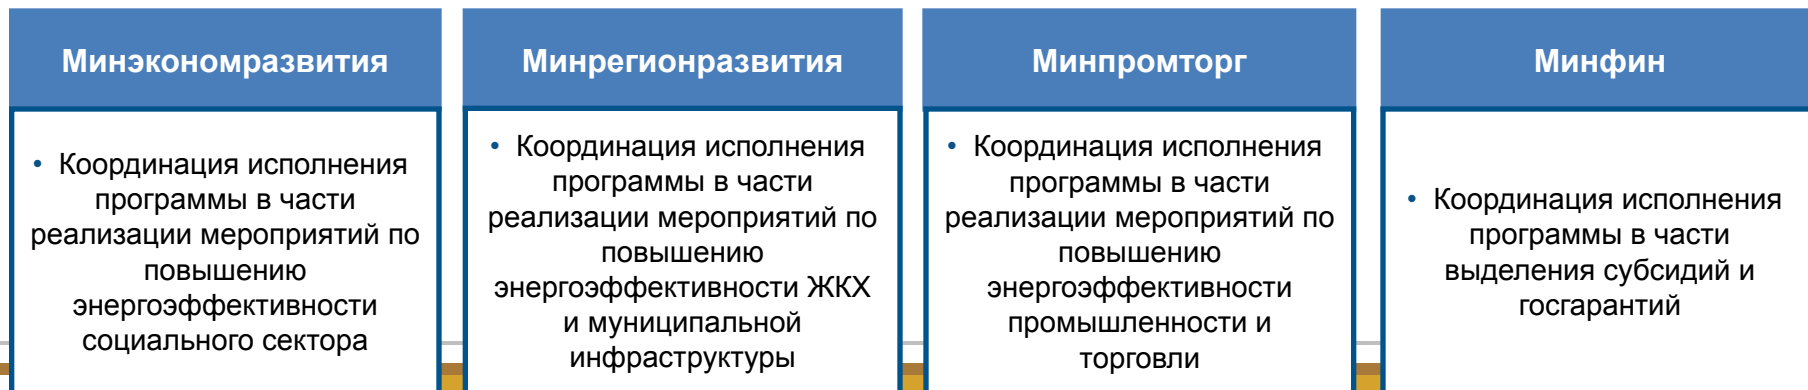 Минэкономразвития
• Координация исполнения
программы в части
реализации мероприятий по
повышению
энергоэффективности
социального сектора
Минрегионразвития
• Координация исполнения
программы в части
реализации мероприятий по
повышению
энергоэффективности ЖКХ
и муниципальной
инфраструктуры
Минпромторг
• Координация исполнения
программы в части
реализации мероприятий по
повышению
энергоэффективности
промышленности и
торговли
Минфин
• Координация исполнения
программы в части
выделения субсидий и
госгарантий